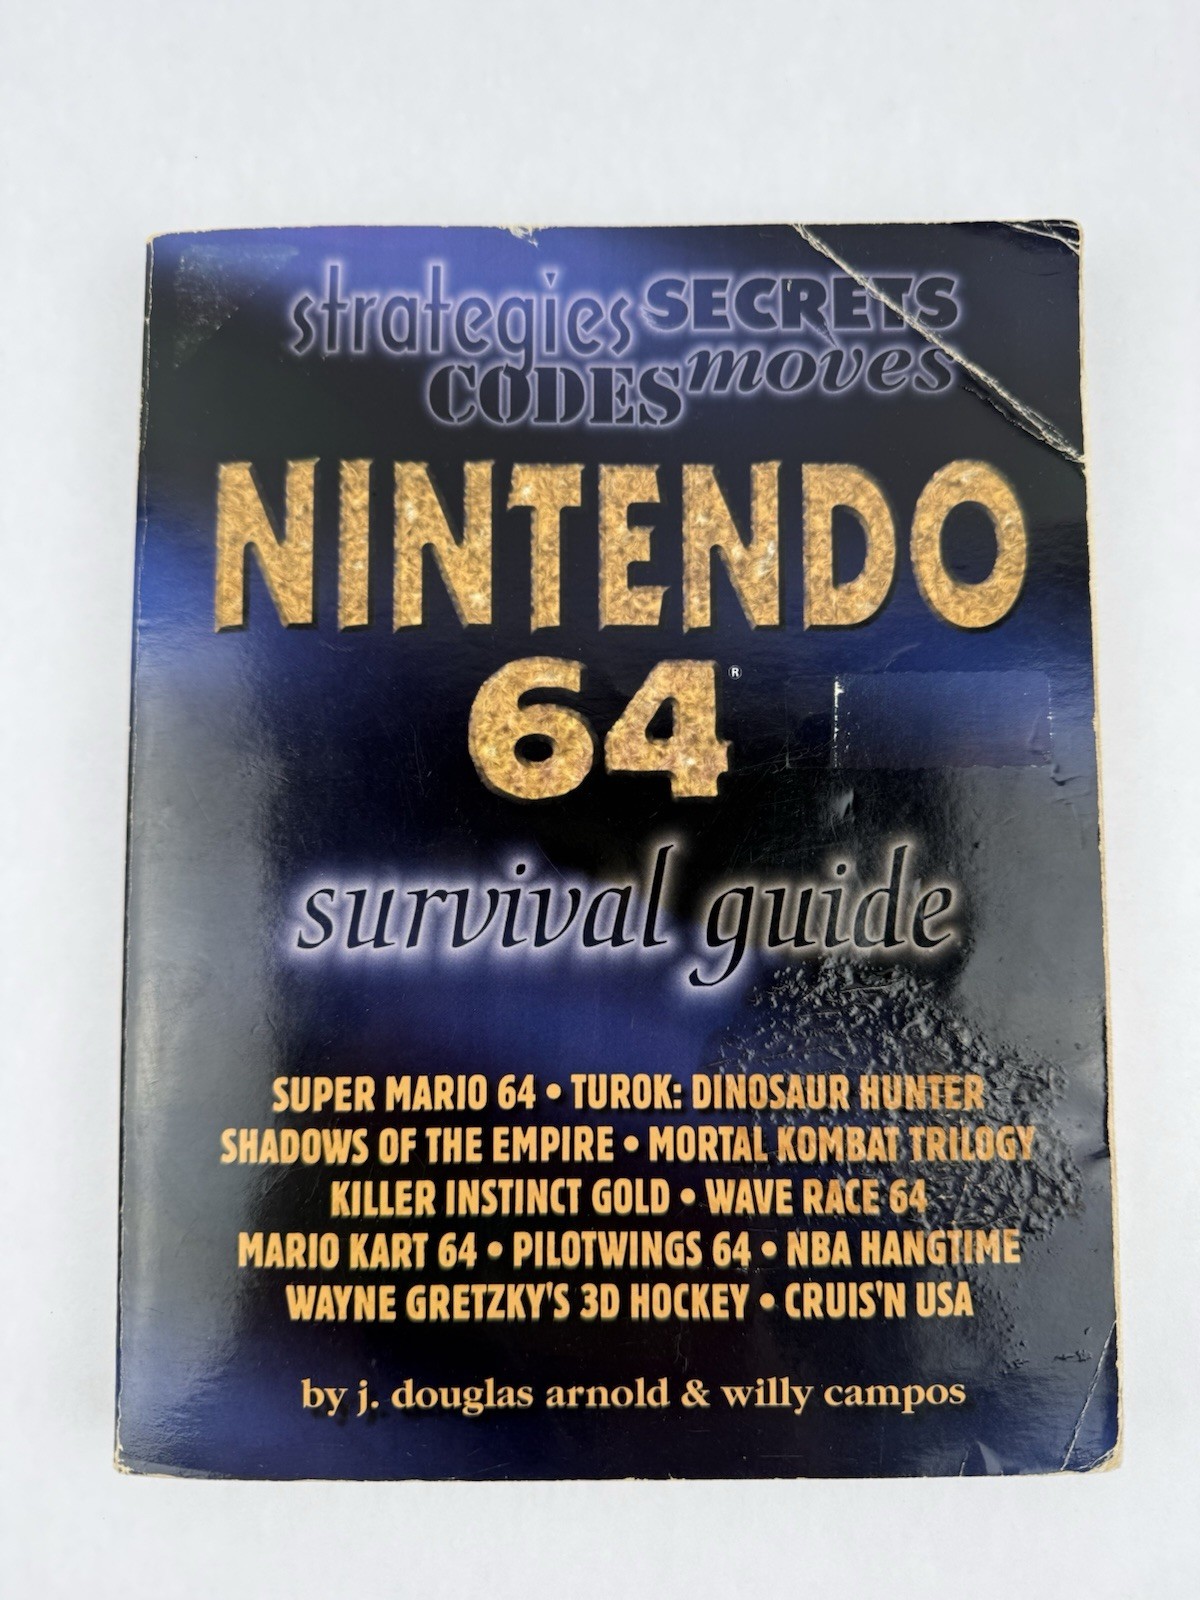 strategies SECRETS
CODES moves
NINTENDO
64®
survival guide
SUPER MARIO 64 • TUROK: DINOSAUR HUNTER
SHADOWS OF THE EMPIRE • MORTAL KOMBAT TRILOGY
KILLER INSTINCT GOLD • WAVE RACE 64
MARIO KART 64 • PILOTWINGS 64 • NBA HANGTIME
WAYNE GRETZKY'S 3D HOCKEY • CRUIS'N USA
by j. douglas arnold & willy campos